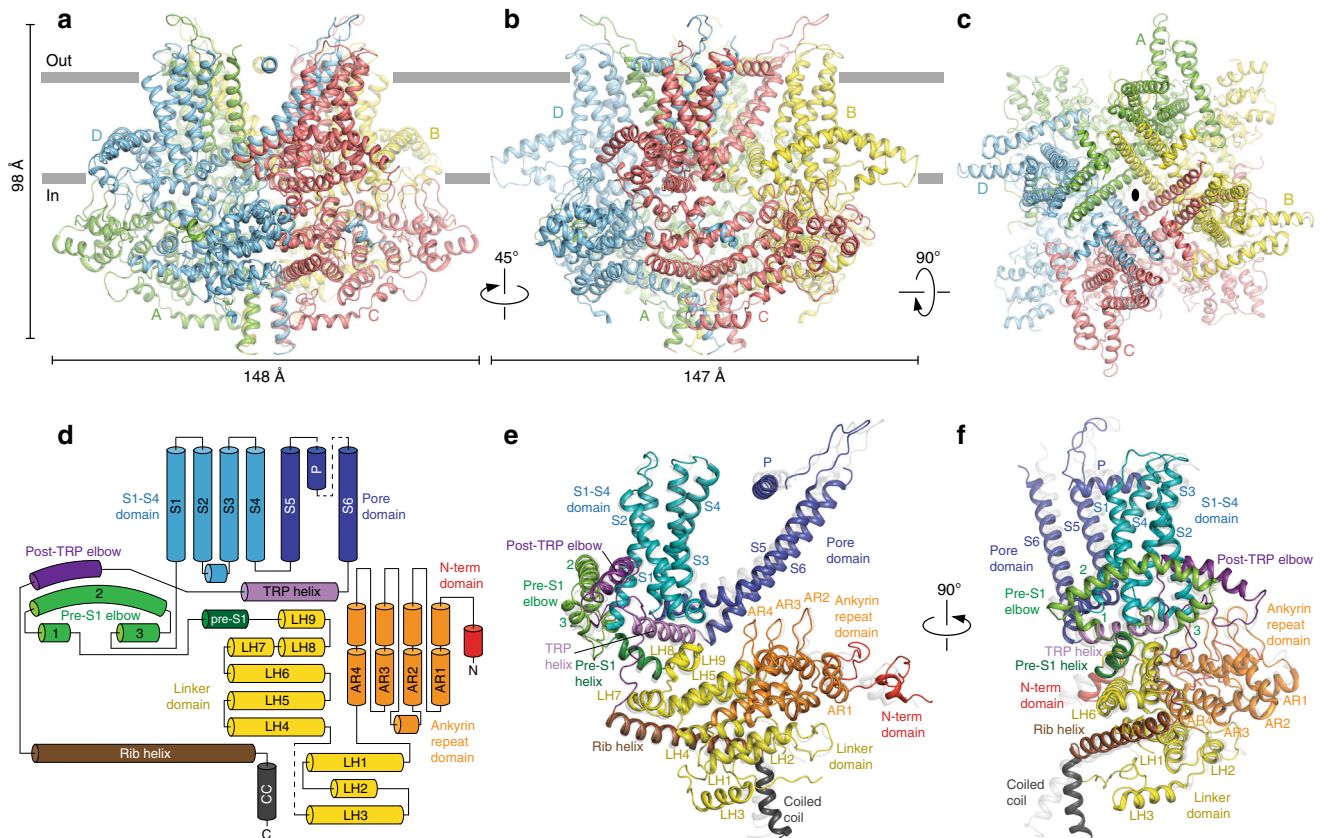 a
b
c
98 Å
Out
In
D
B
A
C
148 Å
45°
D
B
A
C
147 Å
90°
A
D
B
C
d
S1
S2
S3
S4
S5
P
S6
S1-S4
domain
Pore
domain
Post-TRP elbow
TRP helix
N-term
domain
2
Pre-S1 elbow
1
3
pre-S1
LH9
LH7
LH8
LH6
LH5
LH4
Linker
domain
AR4
AR3
AR2
AR1
N
Ankyrin
repeat
domain
Rib helix
CC
C
LH1
LH2
LH3
e
P
S1-S4
domain
S2
S4
Post-TRP elbow
S1
S3
S5
S6
Pore
domain
2
Pre-S1
elbow
3
TRP
helix
Pre-S1
helix
LH8
LH9
LH5
LH7
AR4
AR3
AR2
Ankyrin
repeat
domain
AR1
N-term
domain
Rib helix
LH4
LH2
LH1
LH3
Linker
domain
Coiled
coil
90°
f
P
S3
S1
S4
S2
S5
S6
S1-S4
domain
Pore
domain
Post-TRP elbow
2
Pre-S1
elbow
1
3
TRP helix
Pre-S1 helix
Ankyrin
repeat
domain
N-term
domain
LH6
AR1
AR2
AR4
AR3
Rib helix
LH1
LH2
LH3
Coiled
coil
Linker
domain